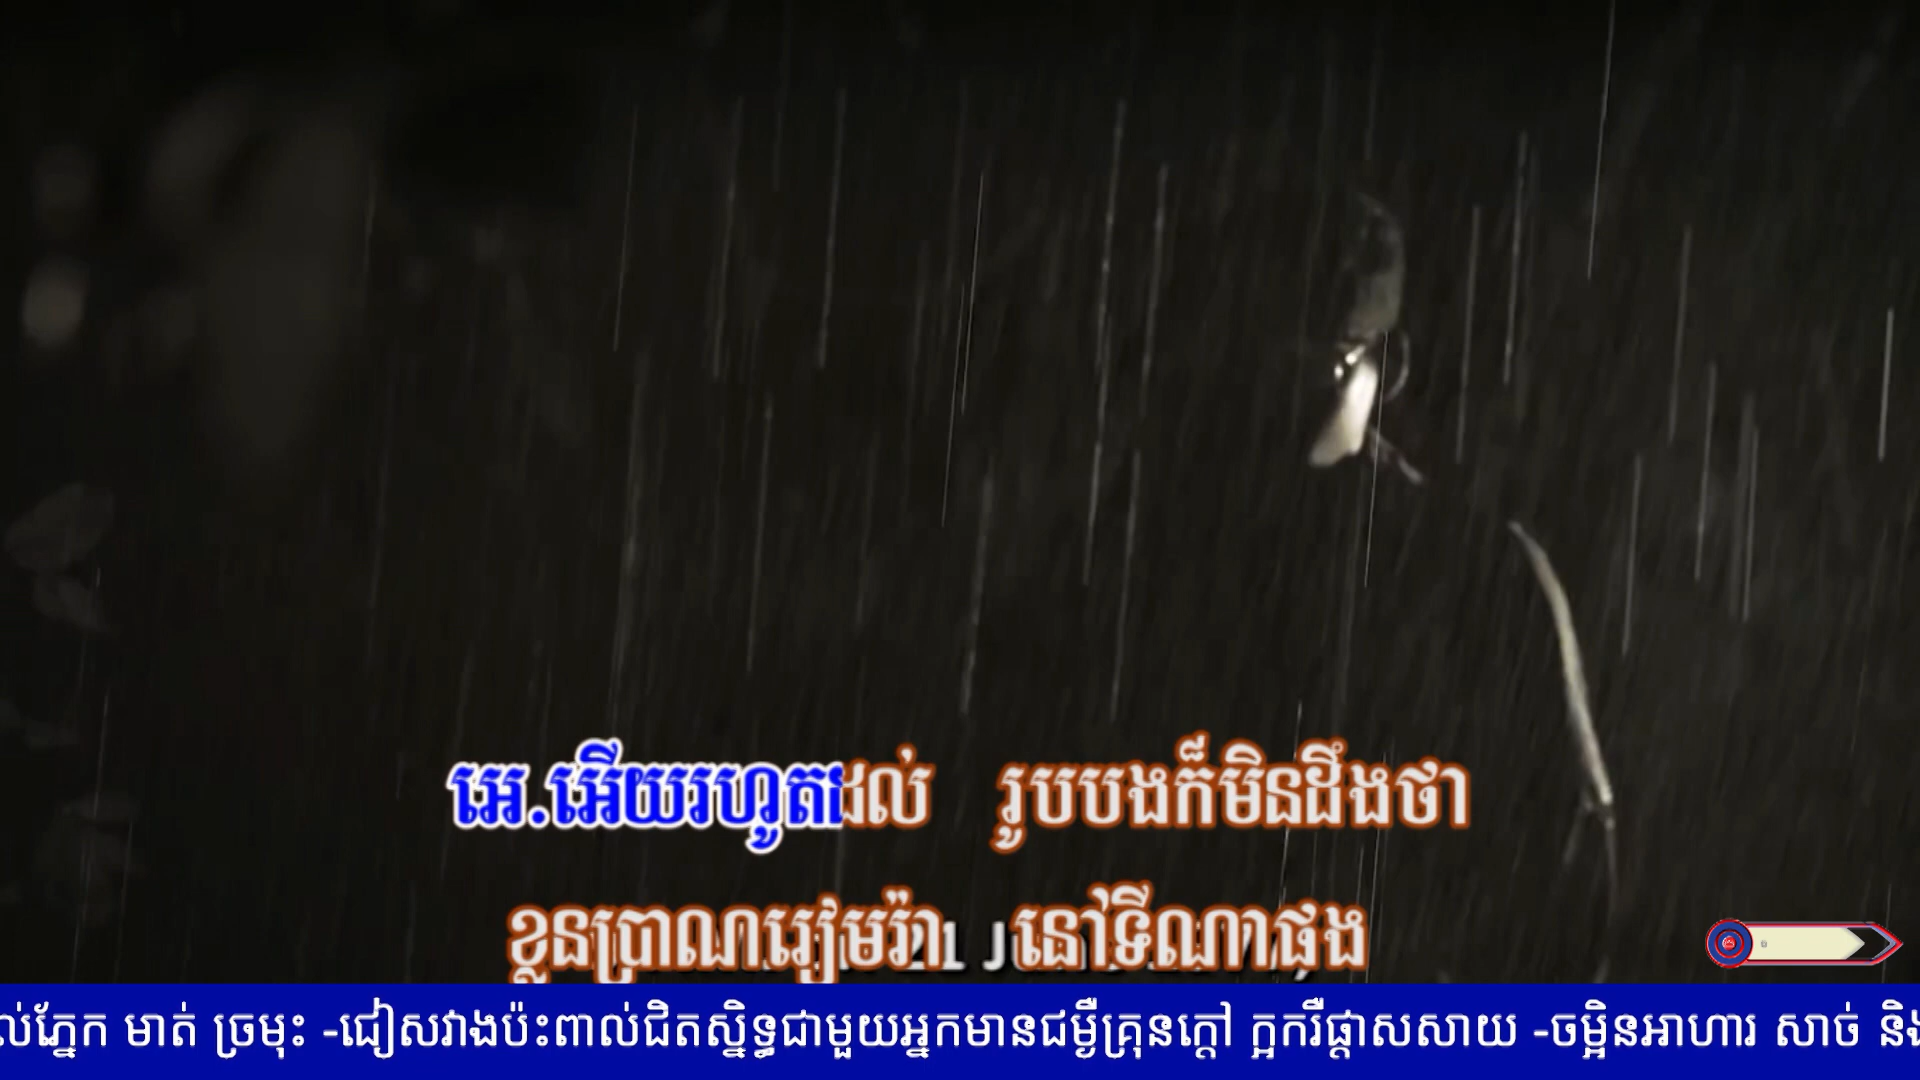 អេ.អើយរហូតដល់ រូបបងក៏មិនដឹងថា
ខ្លួនប្រាណរៀមរ៉ា នៅទីណាផុង
ល់ភ្នែក មាត់ ច្រមុះ -ជៀសវាងប៉ះពាល់ជិតស្និទ្ធជាមួយអ្នកមានជម្ងឺគ្រុនក្តៅ ក្អករឺផ្តាសសាយ -ចម្អិនអាហារ សាច់ និង